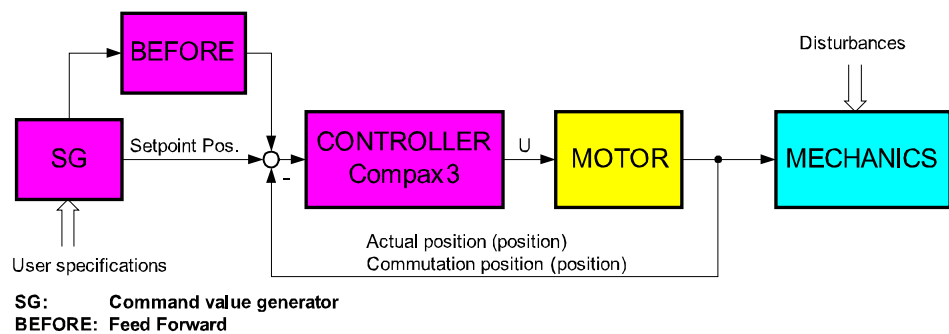 BEFORE
Disturbances
SG
Setpoint Pos.
-
CONTROLLER
Compax3
U
MOTOR
MECHANICS
Actual position (position)
Commutation position (position)
User specifications
SG: Command value generator
BEFORE: Feed Forward